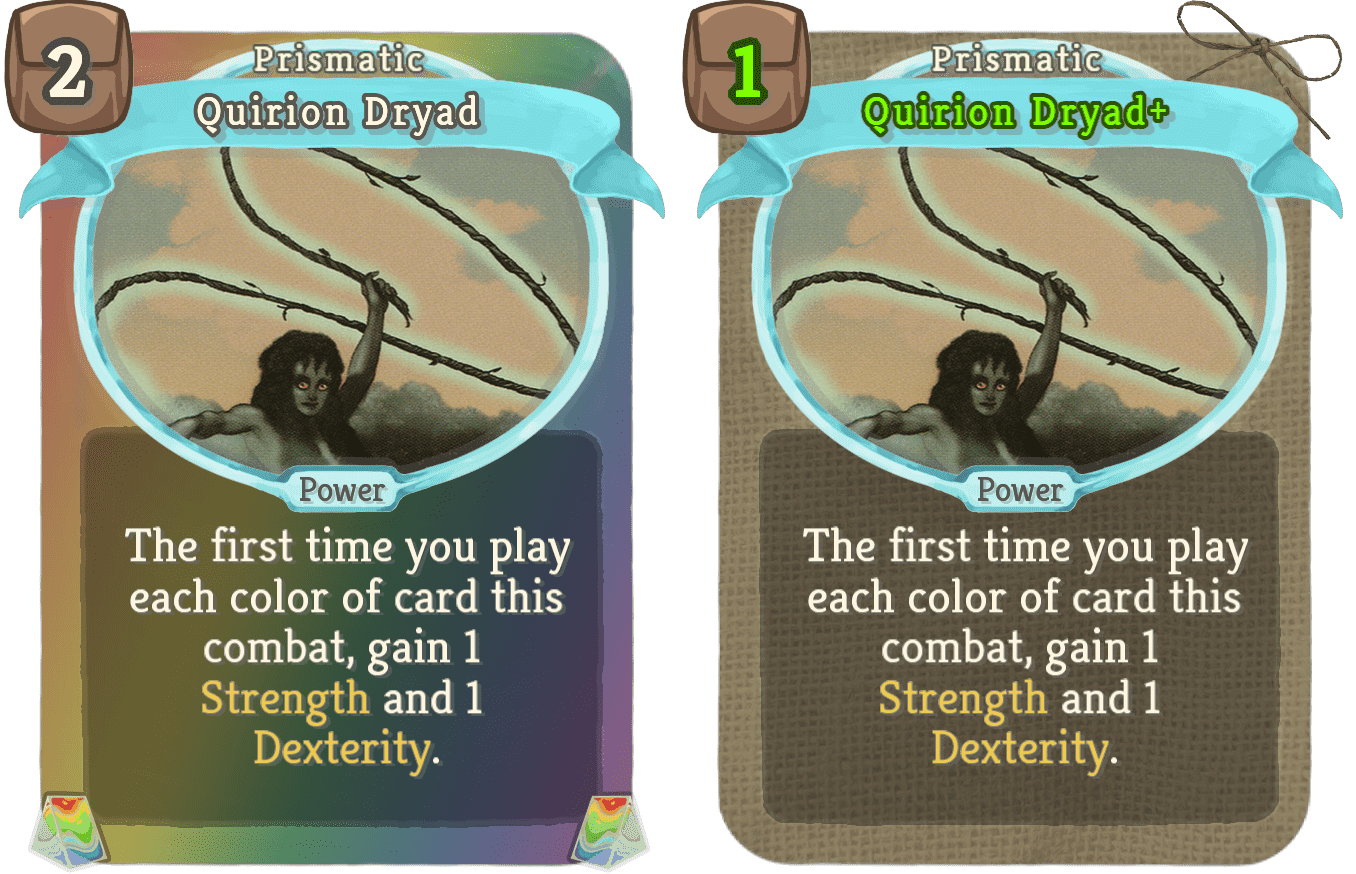 2
Prismatic
Quirion Dryad
Power
The first time you play
each color of card this
combat, gain 1
Strength and 1
Dexterity.
1
Prismatic
Quirion Dryad+
Power
The first time you play
each color of card this
combat, gain 1
Strength and 1
Dexterity.